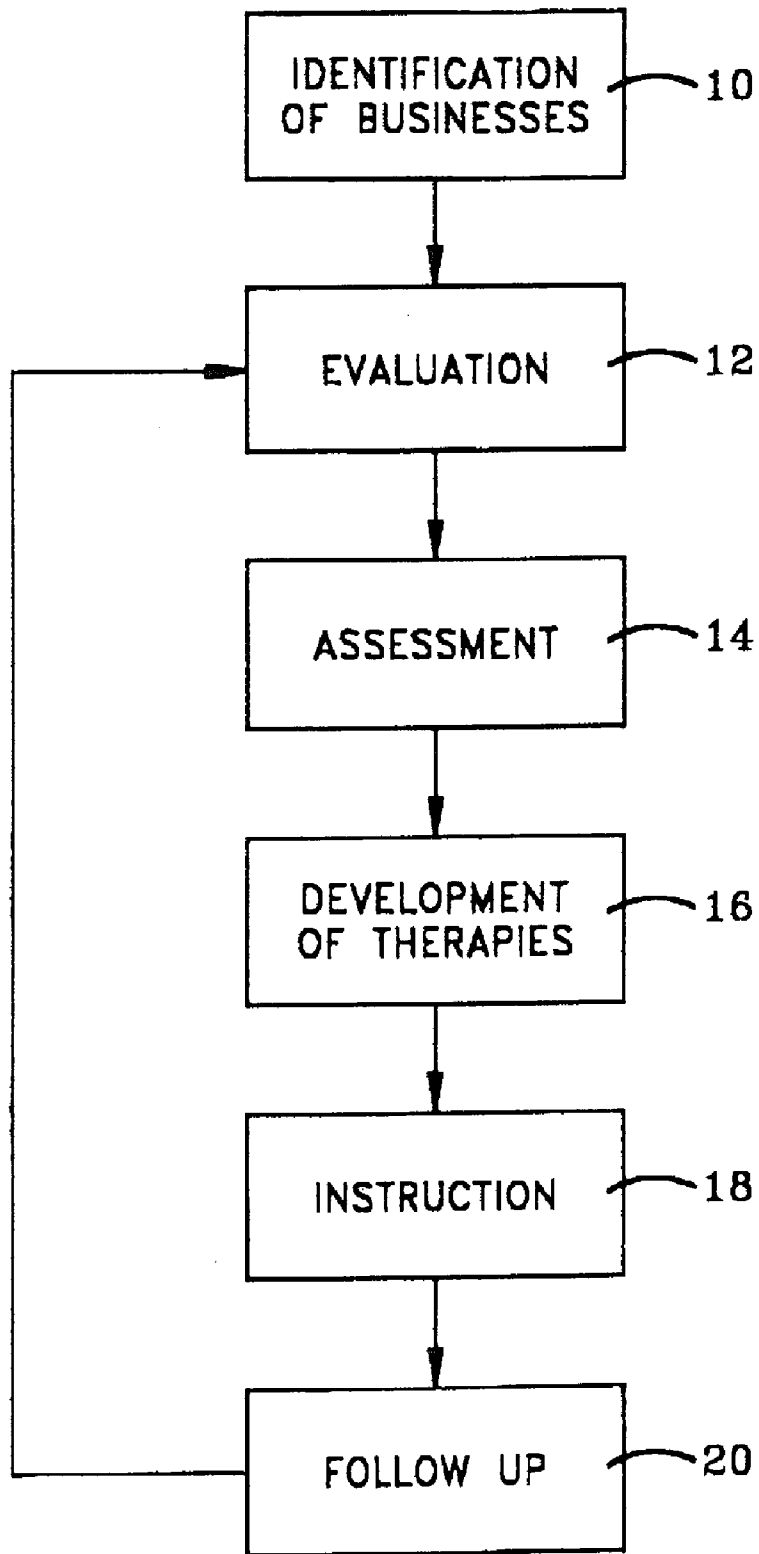 IDENTIFICATION
OF BUSINESSES
10
EVALUATION
12
ASSESSMENT
14
DEVELOPMENT
OF THERAPIES
16
INSTRUCTION
18
FOLLOW UP
20